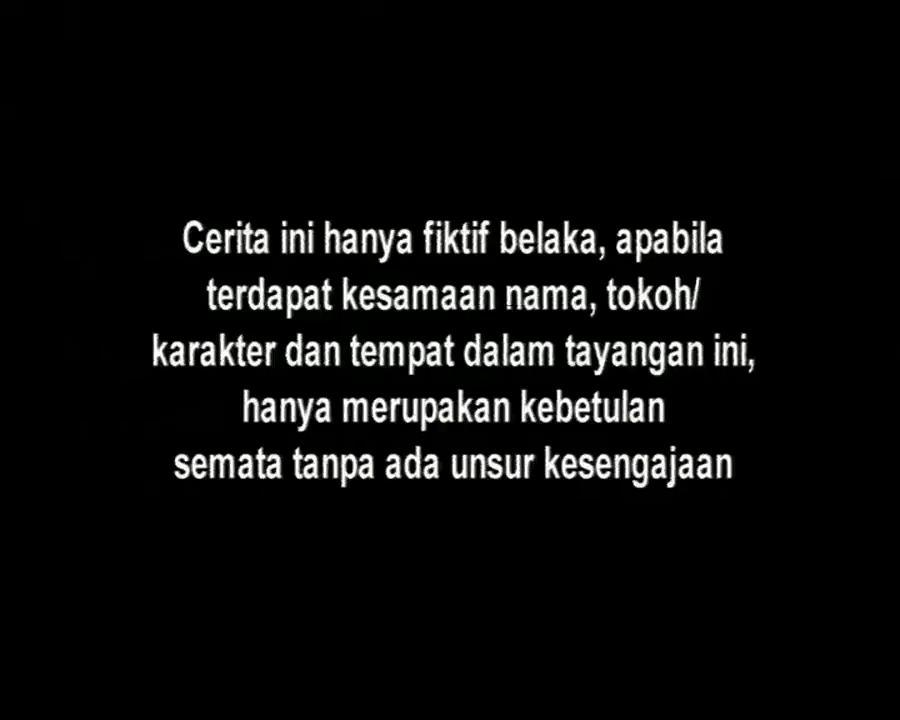 Cerita ini hanya fiktif belaka, apabila
terdapat kesamaan nama, tokoh/
karakter dan tempat dalam tayangan ini,
hanya merupakan kebetulan
semata tanpa ada unsur kesengajaan